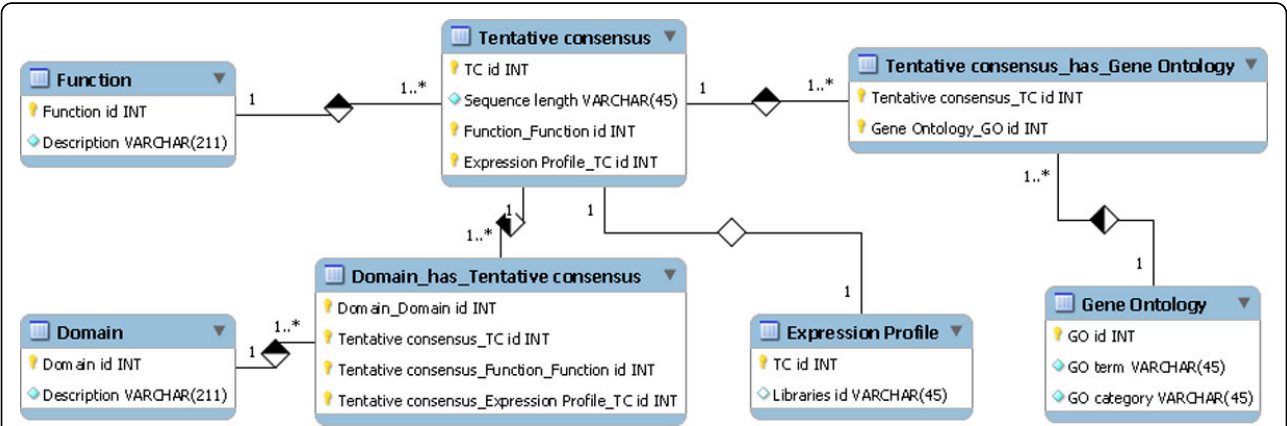 Function
Function id INT
Description VARCHAR(211)
1
1..*
Tentative consensus
TC id INT
Sequence length VARCHAR(45)
Function_Function id INT
Expression Profile_TC id INT
1
1..*
Tentative consensus_has_Gene Ontology
Tentative consensus_TC id INT
Gene Ontology_GO id INT
1..*
1
1
1..*
1
1
Domain_has_Tentative consensus
Domain_Domain id INT
Tentative consensus_TC id INT
Tentative consensus_Function_Function id INT
Tentative consensus_Expression Profile_TC id INT
Domain
Domain id INT
Description VARCHAR(211)
1
1..*
Expression Profile
TC id INT
Libraries id VARCHAR(45)
Gene Ontology
GO id INT
GO term VARCHAR(45)
GO category VARCHAR(45)